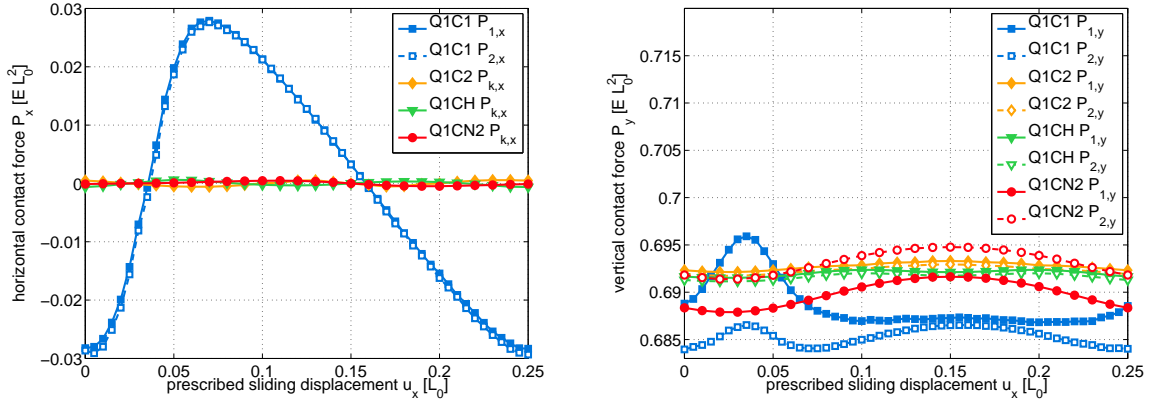 horizontal contact force P_x [E L_0^2]
0.03
0.02
0.01
0
−0.01
−0.02
−0.03
0
0.05
0.1
0.15
0.2
0.25
prescribed sliding displacement u_x [L_0]
Q1C1 P_1,x
Q1C1 P_2,x
Q1C2 P_k,x
Q1CH P_k,x
Q1CN2 P_k,x
vertical contact force P_y [E L_0^2]
0.715
0.71
0.705
0.7
0.695
0.69
0.685
0
0.05
0.1
0.15
0.2
0.25
prescribed sliding displacement u_x [L_0]
Q1C1 P_1,y
Q1C1 P_2,y
Q1C2 P_1,y
Q1C2 P_2,y
Q1CH P_1,y
Q1CH P_2,y
Q1CN2 P_1,y
Q1CN2 P_2,y